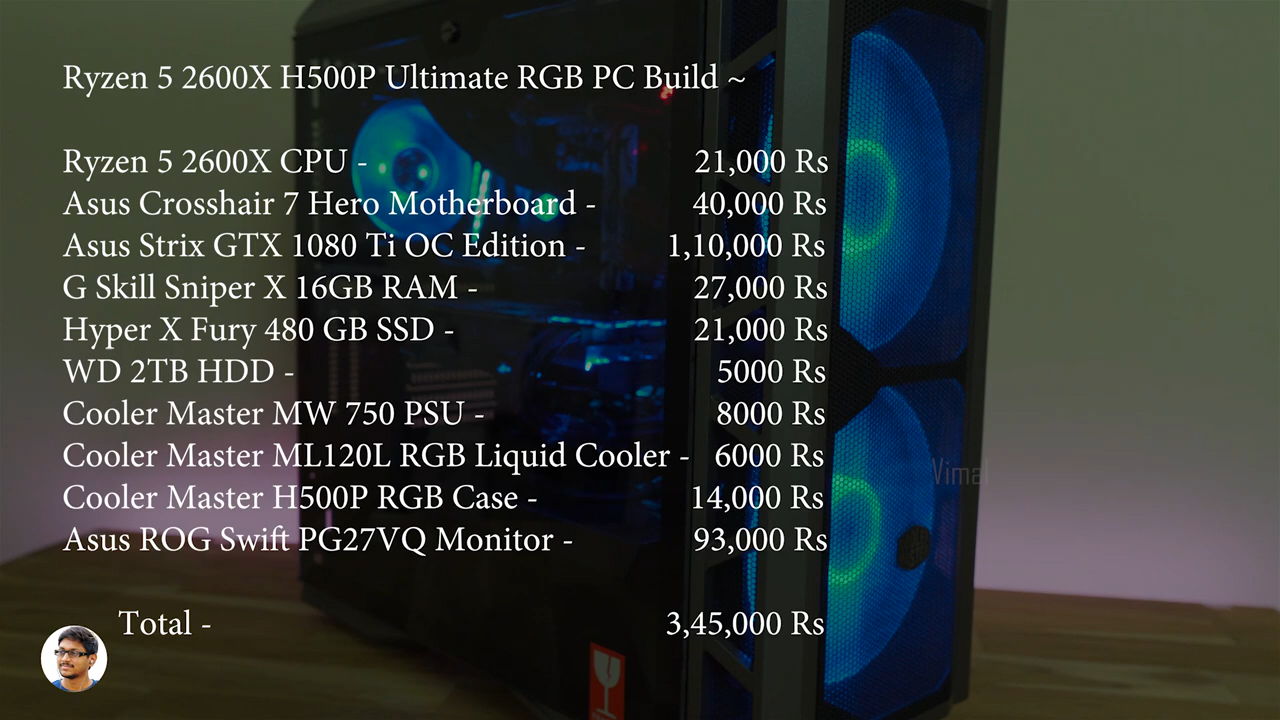 Ryzen 5 2600X H500P Ultimate RGB PC Build ~
Ryzen 5 2600X CPU - 21,000 Rs
Asus Crosshair 7 Hero Motherboard - 40,000 Rs
Asus Strix GTX 1080 Ti OC Edition - 1,10,000 Rs
G Skill Sniper X 16GB RAM - 27,000 Rs
Hyper X Fury 480 GB SSD - 21,000 Rs
WD 2TB HDD - 5000 Rs
Cooler Master MW 750 PSU - 8000 Rs
Cooler Master ML120L RGB Liquid Cooler - 6000 Rs
Vimal
Cooler Master H500P RGB Case - 14,000 Rs
Asus ROG Swift PG27VQ Monitor - 93,000 Rs
Total - 3,45,000 Rs